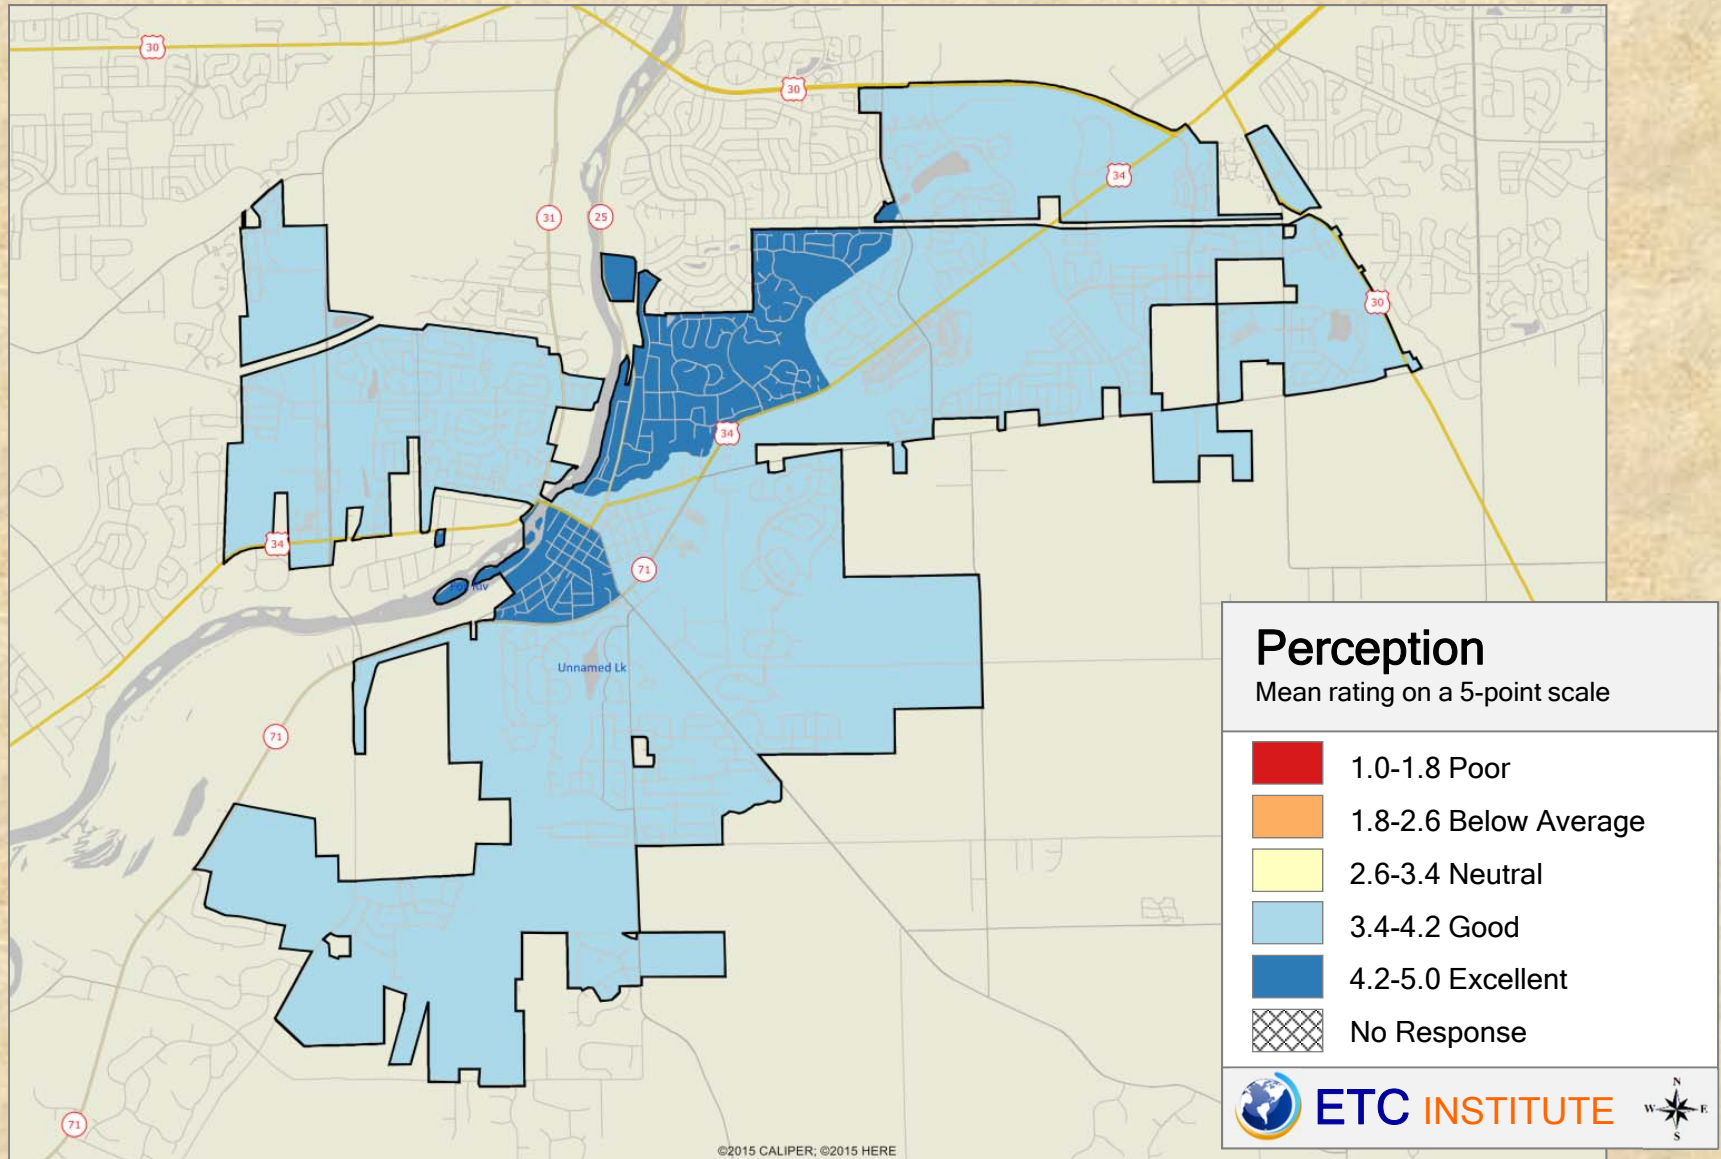 30
30
34
31
25
30
34
34
71
Unnamed Lk
71
71
Perception
Mean rating on a 5-point scale
1.0-1.8 Poor
1.8-2.6 Below Average
2.6-3.4 Neutral
3.4-4.2 Good
4.2-5.0 Excellent
No Response
ETC INSTITUTE
N
W E
S
©2015 CALIPER; ©2015 HERE